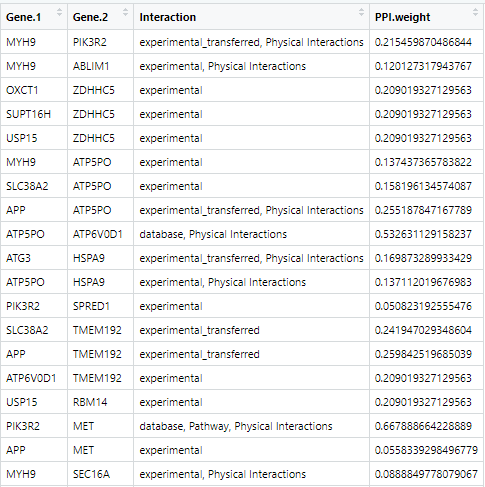 Gene.1 Gene.2 Interaction PPI.weight
MYH9 PIK3R2 experimental_transferred, Physical Interactions 0.215459870486844
MYH9 ABLIM1 experimental, Physical Interactions 0.120127317943767
OXCT1 ZDHHC5 experimental 0.209019327129563
SUPT16H ZDHHC5 experimental 0.209019327129563
USP15 ZDHHC5 experimental 0.209019327129563
MYH9 ATP5PO experimental, Physical Interactions 0.137437365783822
SLC38A2 ATP5PO experimental 0.158196134574087
APP ATP5PO experimental_transferred, Physical Interactions 0.255187847167789
ATP5PO ATP6V0D1 database, Physical Interactions 0.532631129158237
ATG3 HSPA9 experimental_transferred, Physical Interactions 0.169873289933429
ATP5PO HSPA9 experimental, Physical Interactions 0.137112019676983
PIK3R2 SPRED1 experimental 0.050823192555476
SLC38A2 TMEM192 experimental_transferred 0.241947029348604
APP TMEM192 experimental_transferred 0.259842519685039
ATP6V0D1 TMEM192 experimental 0.209019327129563
USP15 RBM14 experimental 0.209019327129563
PIK3R2 MET database, Pathway, Physical Interactions 0.667888664228889
APP MET experimental 0.0558339298496779
MYH9 SEC16A experimental, Physical Interactions 0.0888849778079067